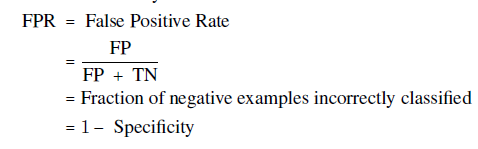 FPR = False Positive Rate
= FP / (FP + TN)
= Fraction of negative examples incorrectly classified
= 1 – Specificity